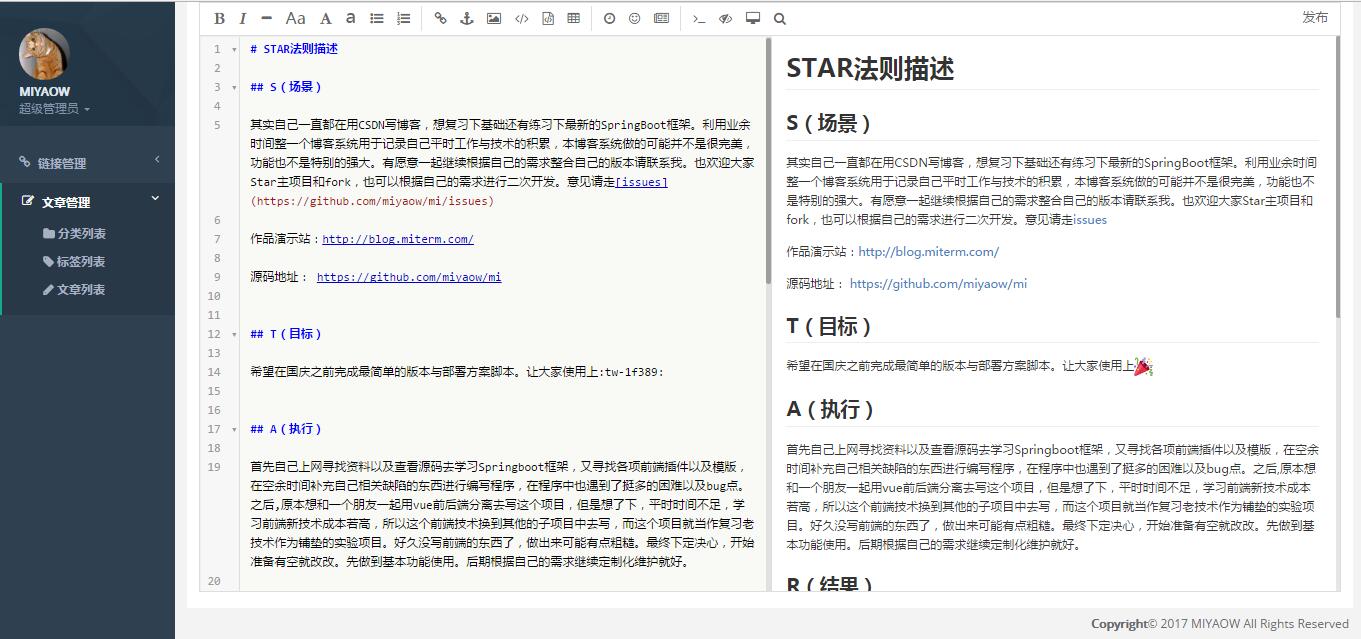 MIYAOW
超级管理员
链接管理
文章管理
分类列表
标签列表
文章列表
B I Aa A a
发布
1 # STAR法则描述
2
3 ## S（场景）
4
5 其实自己一直都在用CSDN写博客，想复习下基础还有练习下最新的SpringBoot框架。利用业余
时间整一个博客系统用于记录自己平时工作与技术的积累，本博客系统做的可能并不是很完美，
功能也不是特别的强大。有愿意一起继续根据自己的需求整合自己的版本请联系我。也欢迎大家
Star主项目和fork，也可以根据自己的需求进行二次开发。意见请走[issues]
(https://github.com/miyaow/mi/issues)
6
7 作品演示站：http://blog.miterm.com/
8
9 源码地址： https://github.com/miyaow/mi
10
11
12 ## T（目标）
13
14 希望在国庆之前完成最简单的版本与部署方案脚本。让大家使用上:tw-1f389:
15
16
17 ## A（执行）
18
19 首先自己上网寻找资料以及查看源码去学习Springboot框架，又寻找各项前端插件以及模版，
在空余时间补充自己相关缺陷的东西进行编写程序，在程序中也遇到了挺多的困难以及bug点。
之后,原本想和一个朋友一起用vue前后端分离去写这个项目，但是想了下，平时时间不足，学
习前端新技术成本若高，所以这个前端技术换到其他的子项目中去写，而这个项目就当作复习老
技术作为铺垫的实验项目。好久没写前端的东西了，做出来可能有点粗糙。最终下定决心，开始
准备有空就改改。先做到基本功能使用。后期根据自己的需求继续定制化维护就好。
20
STAR法则描述
S（场景）
其实自己一直都在用CSDN写博客，想复习下基础还有练习下最新的SpringBoot框架。利用业余时间
整一个博客系统用于记录自己平时工作与技术的积累，本博客系统做的可能并不是很完美，功能也不
是特别的强大。有愿意一起继续根据自己的需求整合自己的版本请联系我。也欢迎大家Star主项目和
fork，也可以根据自己的需求进行二次开发。意见请走issues
作品演示站：http://blog.miterm.com/
源码地址： https://github.com/miyaow/mi
T（目标）
希望在国庆之前完成最简单的版本与部署方案脚本。让大家使用上
A（执行）
首先自己上网寻找资料以及查看源码去学习Springboot框架，又寻找各项前端插件以及模版，在空余
时间补充自己相关缺陷的东西进行编写程序，在程序中也遇到了挺多的困难以及bug点。之后,原本想
和一个朋友一起用vue前后端分离去写这个项目，但是想了下，平时时间不足，学习前端新技术成本
若高，所以这个前端技术换到其他的子项目中去写，而这个项目就当作复习老技术作为铺垫的实验项
目。好久没写前端的东西了，做出来可能有点粗糙。最终下定决心，开始准备有空就改改。先做到基
本功能使用。后期根据自己的需求继续定制化维护就好。
R（结果）
Copyright© 2017 MIYAOW All Rights Reserved